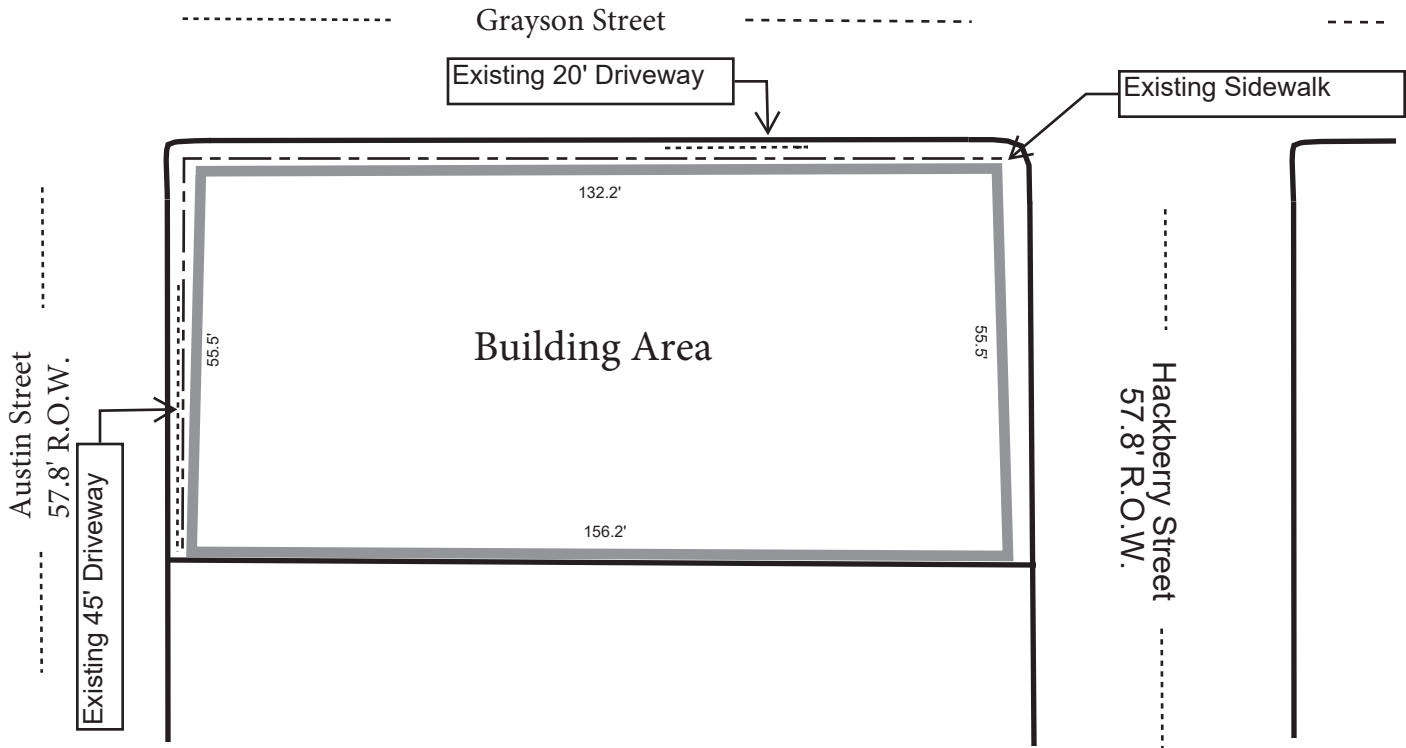 Grayson Street
Existing 20' Driveway
Existing Sidewalk
132.2'
55.5'
Building Area
55.5'
Austin Street
57.8' R.O.W.
Hackberry Street
57.8' R.O.W.
Existing 45' Driveway
156.2'